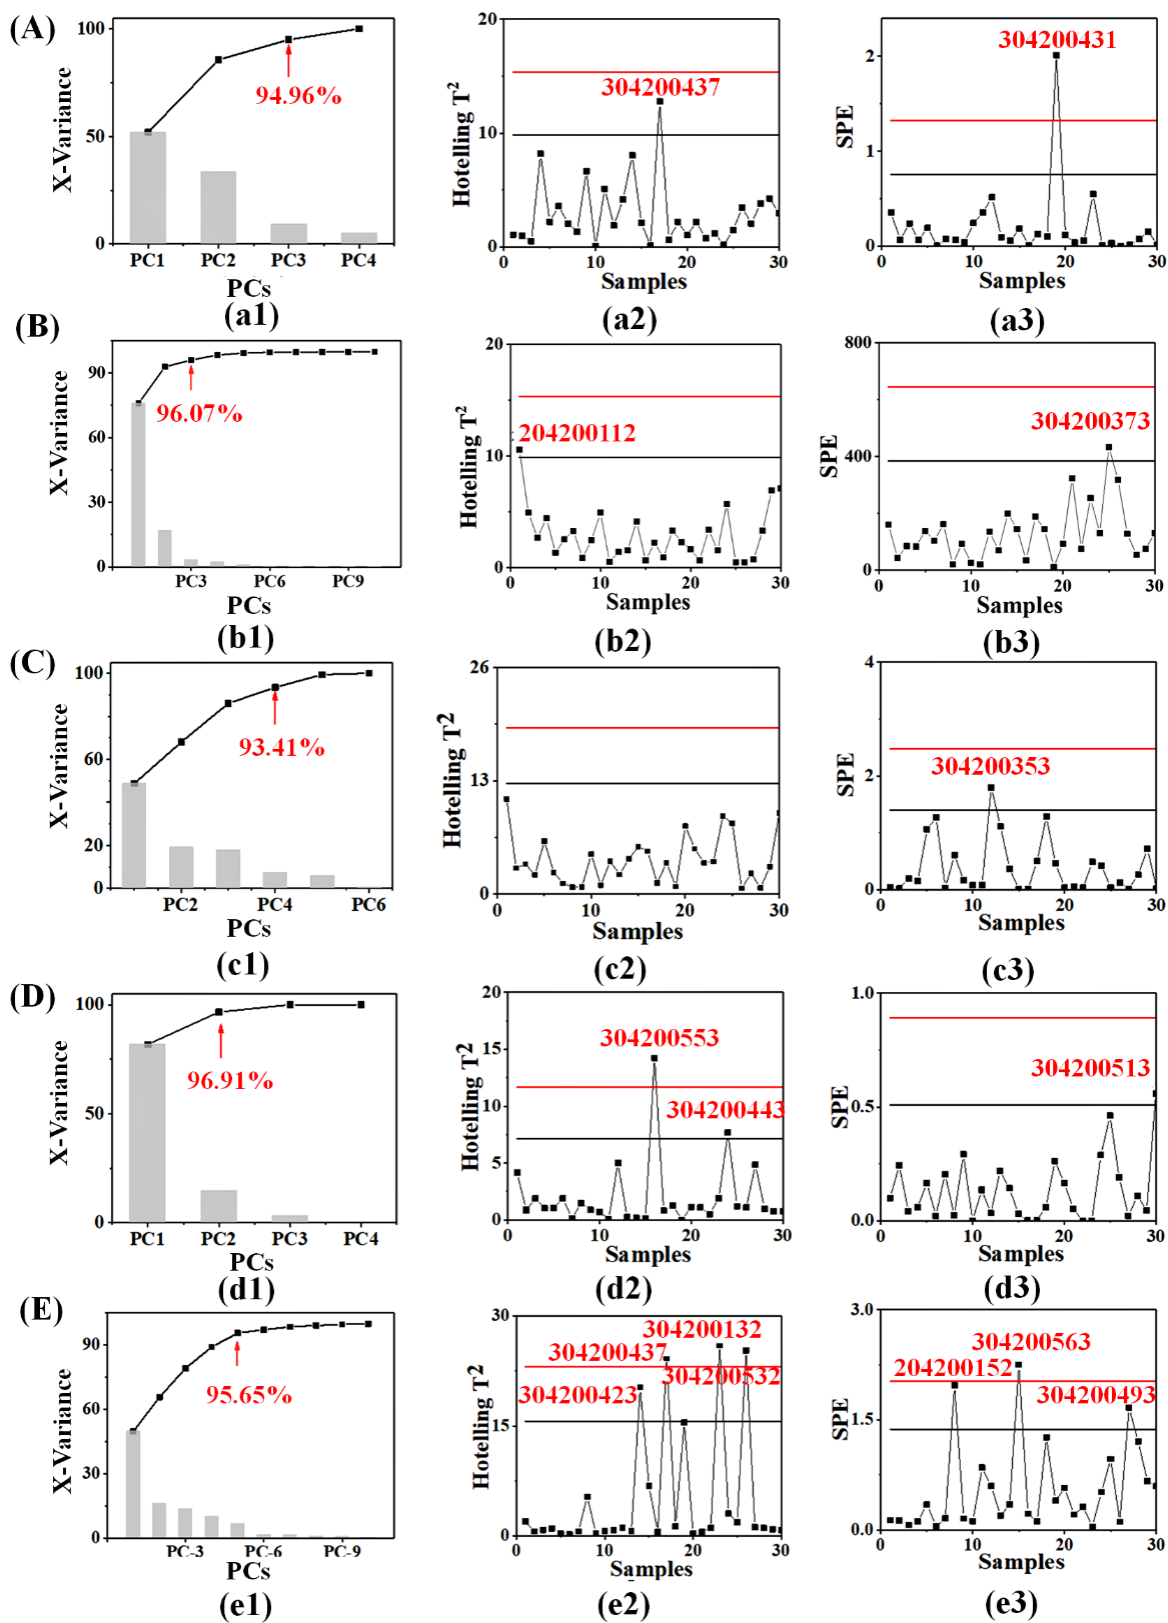 (A)
X-Variance
100
50
0
94.96%
PC1 PC2 PC3 PC4
PCs
(a1)
Hotelling T²
20
10
0
304200437
0 10 20 30
Samples
(a2)
SPE
2
1
0
304200431
0 10 20 30
Samples
(a3)
(B)
X-Variance
90
60
30
0
96.07%
PC3 PC6 PC9
PCs
(b1)
Hotelling T²
20
10
0
204200112
0 10 20 30
Samples
(b2)
SPE
800
400
0
304200373
0 10 20 30
Samples
(b3)
(C)
X-Variance
100
60
20
0
93.41%
PC2 PC4 PC6
PCs
(c1)
Hotelling T²
26
13
0
0 10 20 30
Samples
(c2)
SPE
4
2
0
304200353
0 10 20 30
Samples
(c3)
(D)
X-Variance
100
50
0
96.91%
PC1 PC2 PC3 PC4
PCs
(d1)
Hotelling T²
20
15
10
5
0
304200553
304200443
0 10 20 30
Samples
(d2)
SPE
1.0
0.5
0.0
304200513
0 10 20 30
Samples
(d3)
(E)
X-Variance
90
60
30
0
95.65%
PC-3 PC-6 PC-9
PCs
(e1)
Hotelling T²
30
15
0
304200132
304200437
304200532
304200423
0 10 20 30
Samples
(e2)
SPE
3.0
1.5
0.0
304200563
204200152
304200493
0 10 20 30
Samples
(e3)